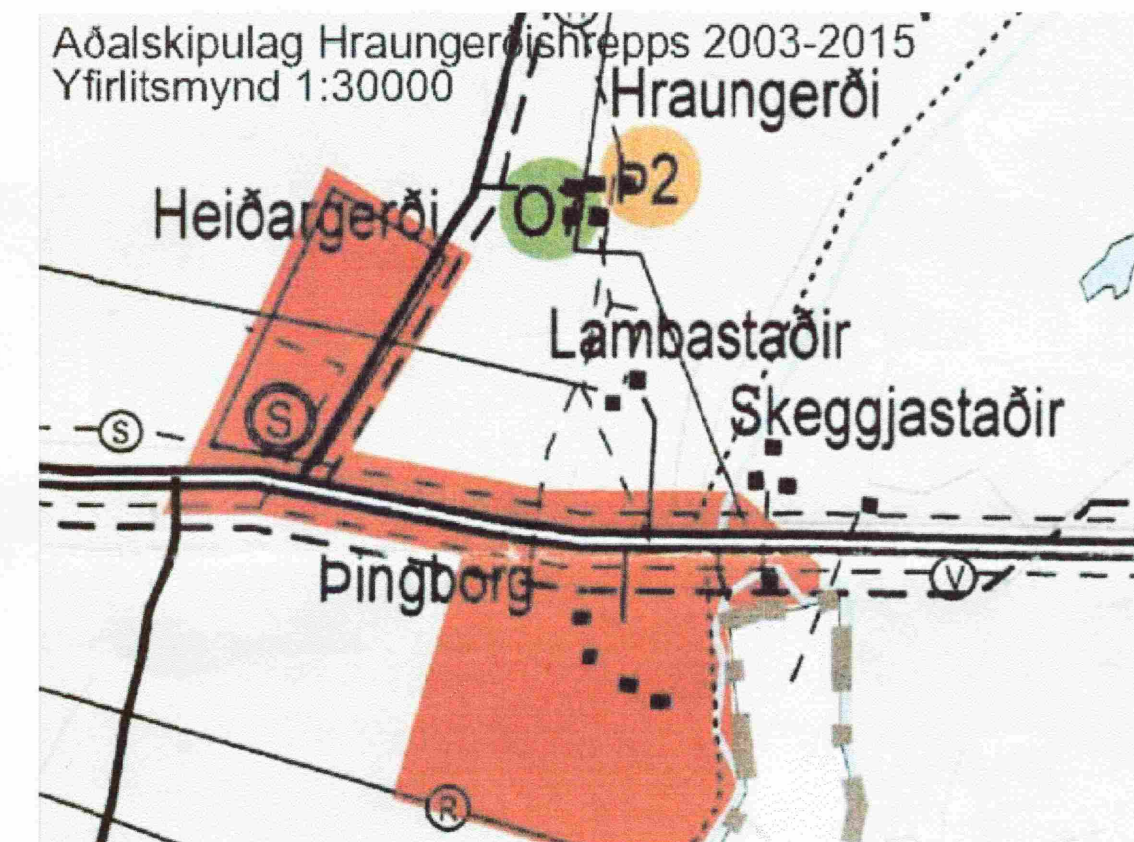 Aðalskipulag Hraungerðishrepps 2003-2015
Yfirlitsmynd 1:30000
Hraungerði
Þ2
Heiðargerði
Lambastaðir
Skeggjastaðir
S
S
Þingborg
V
R